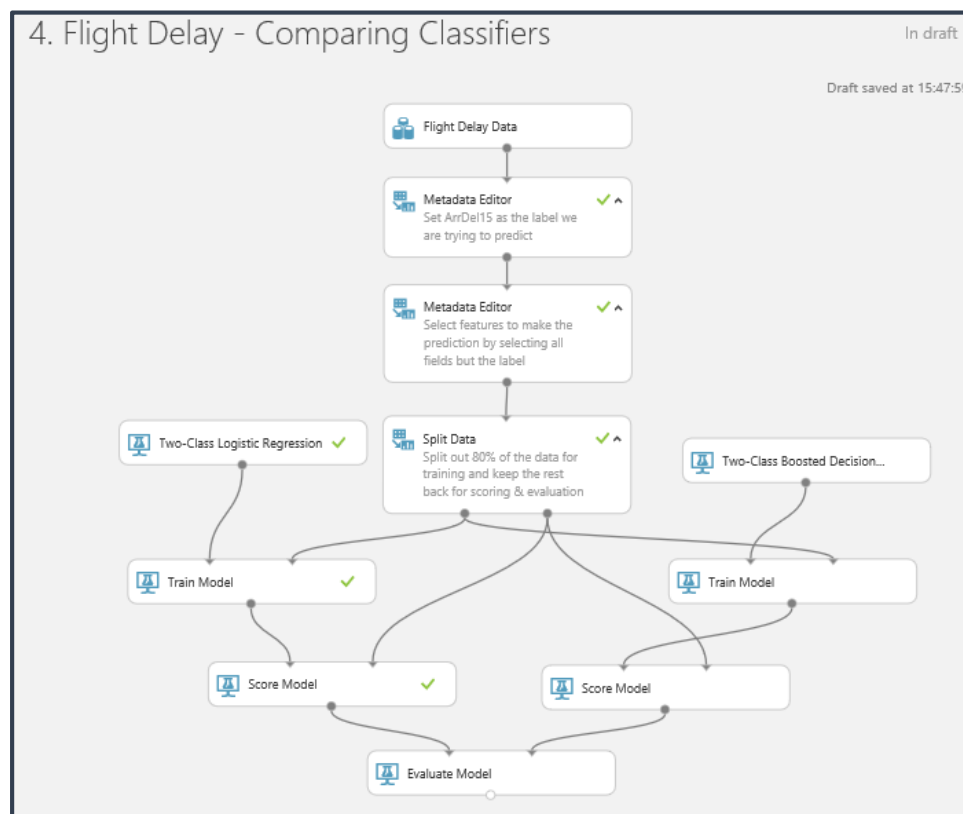 4. Flight Delay - Comparing Classifiers
In draft
Draft saved at 15:47:59
Flight Delay Data
Metadata Editor
Set ArrDel15 as the label we
are trying to predict
Metadata Editor
Select features to make the
prediction by selecting all
fields but the label
Two-Class Logistic Regression
Split Data
Split out 80% of the data for
training and keep the rest
back for scoring & evaluation
Two-Class Boosted Decision...
Train Model
Train Model
Score Model
Score Model
Evaluate Model